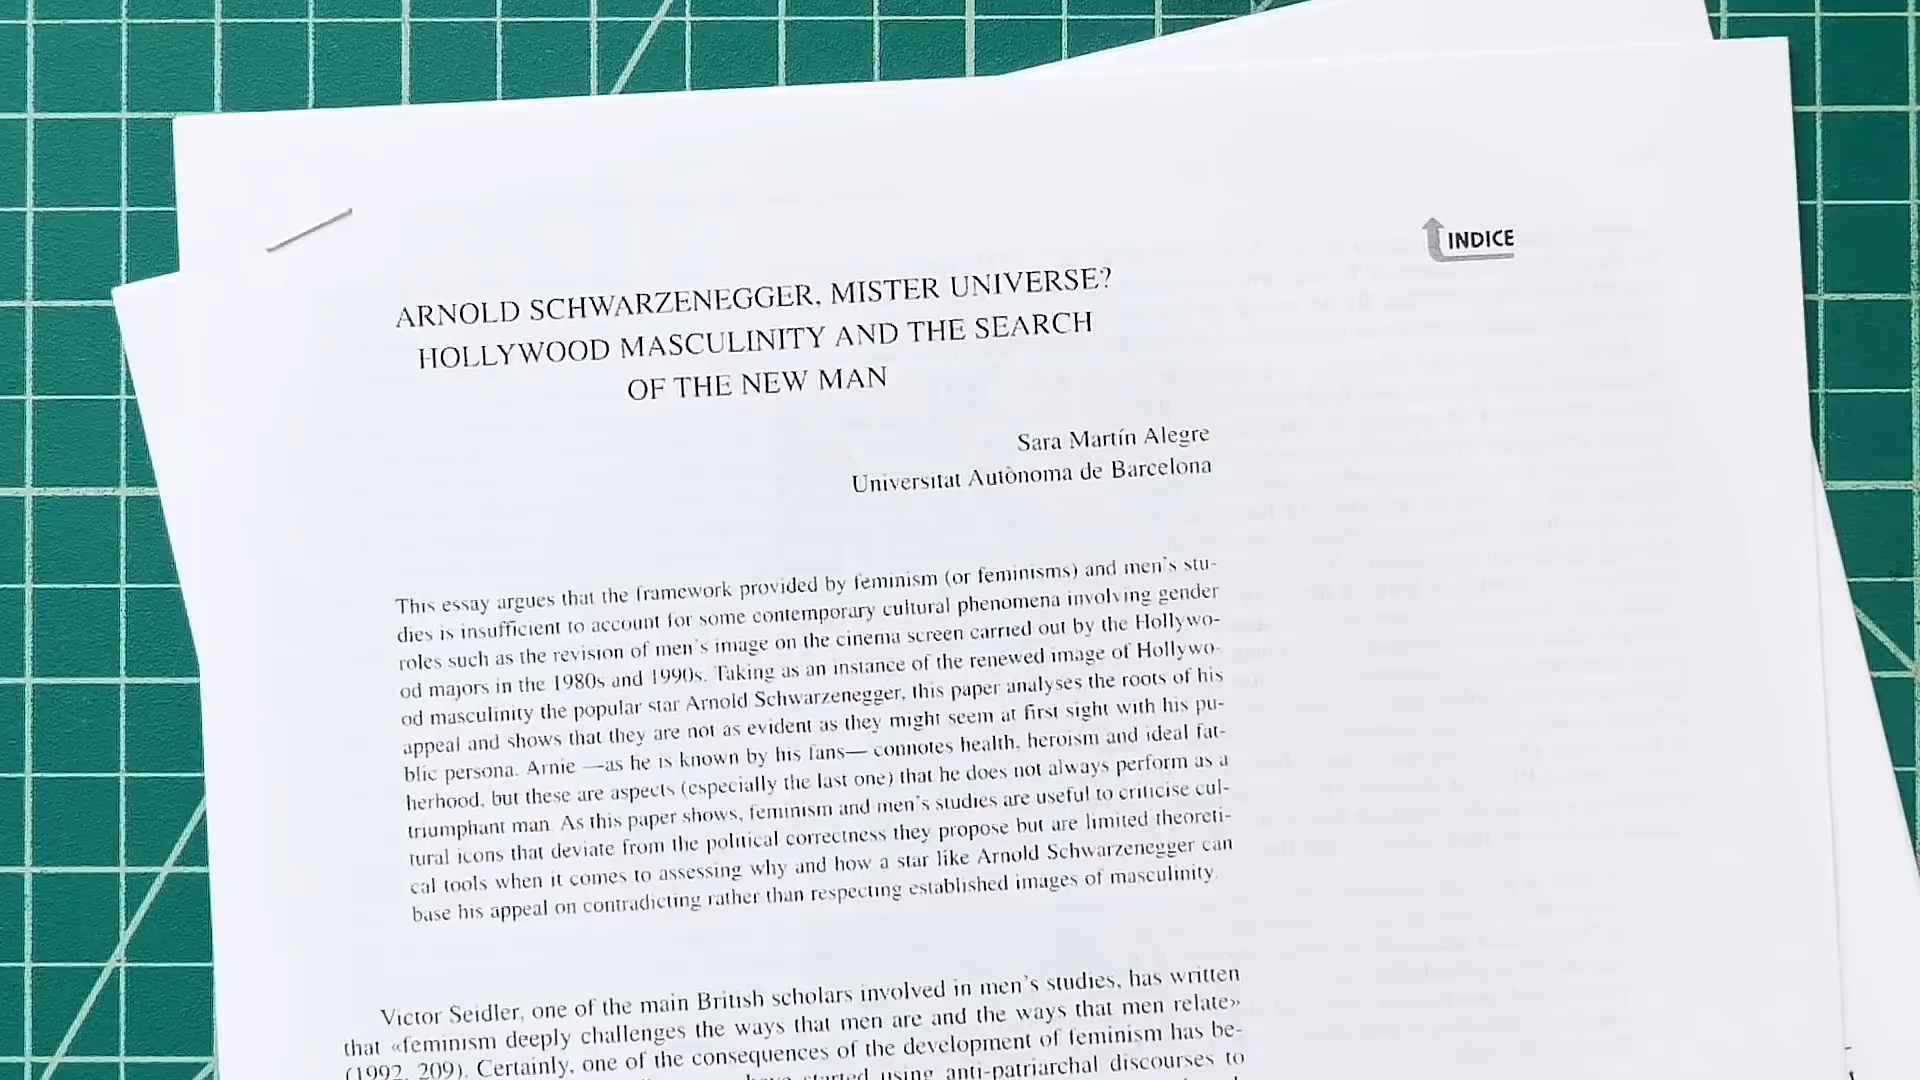 INDICE
ARNOLD SCHWARZENEGGER, MISTER UNIVERSE?
HOLLYWOOD MASCULINITY AND THE SEARCH
OF THE NEW MAN
Sara Martín Alegre
Universitat Autònoma de Barcelona
This essay argues that the framework provided by feminism (or feminisms) and men's stu-
dies is insufficient to account for some contemporary cultural phenomena involving gender
roles such as the revision of men's image on the cinema screen carried out by the Hollywo-
od majors in the 1980s and 1990s. Taking as an instance of the renewed image of Hollywo-
od masculinity the popular star Arnold Schwarzenegger, this paper analyses the roots of his
appeal and shows that they are not as evident as they might seem at first sight with his pu-
blic persona. Arnie —as he is known by his fans— connotes health, heroism and ideal fat-
herhood, but these are aspects (especially the last one) that he does not always perform as a
triumphant man. As this paper shows, feminism and men's studies are useful to criticise cul-
tural icons that deviate from the political correctness they propose but are limited theoreti-
cal tools when it comes to assessing why and how a star like Arnold Schwarzenegger can
base his appeal on contradicting rather than respecting established images of masculinity.
Victor Seidler, one of the main British scholars involved in men's studies, has written
that «feminism deeply challenges the ways that men are and the ways that men relate»
(1992, 209). Certainly, one of the consequences of the development of feminism has be-
have started using anti-patriarchal discourses to